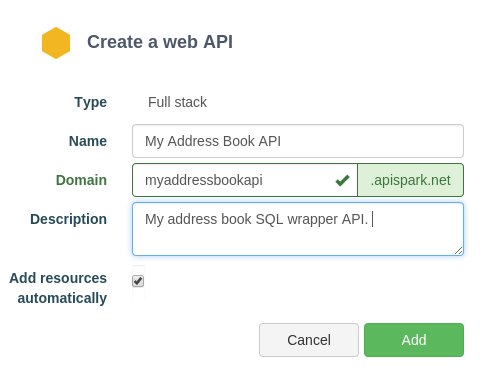 Create a web API
Type Full stack
Name My Address Book API
Domain myaddressbookapi .apispark.net
Description My address book SQL wrapper API.
Add resources
automatically
Cancel Add